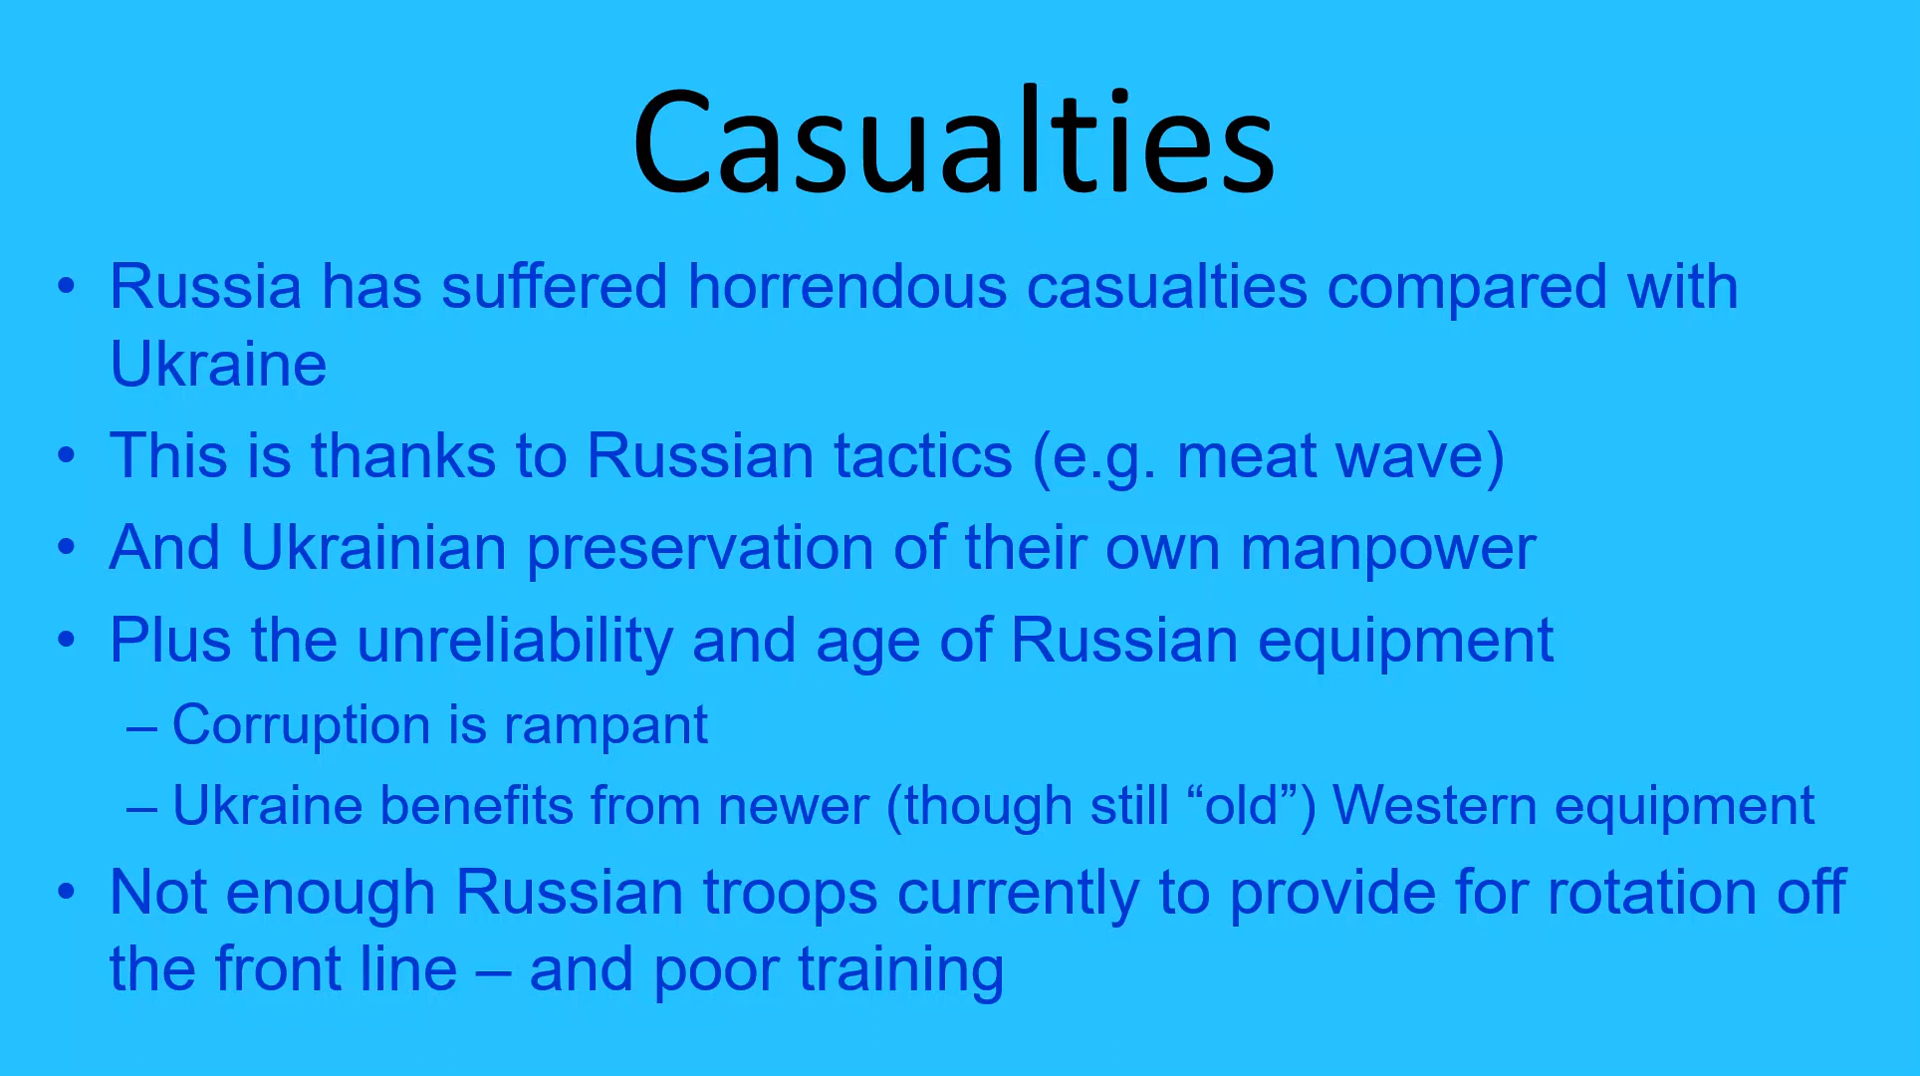 Casualties
• Russia has suffered horrendous casualties compared with
Ukraine
• This is thanks to Russian tactics (e.g. meat wave)
• And Ukrainian preservation of their own manpower
• Plus the unreliability and age of Russian equipment
– Corruption is rampant
– Ukraine benefits from newer (though still “old”) Western equipment
• Not enough Russian troops currently to provide for rotation off
the front line – and poor training